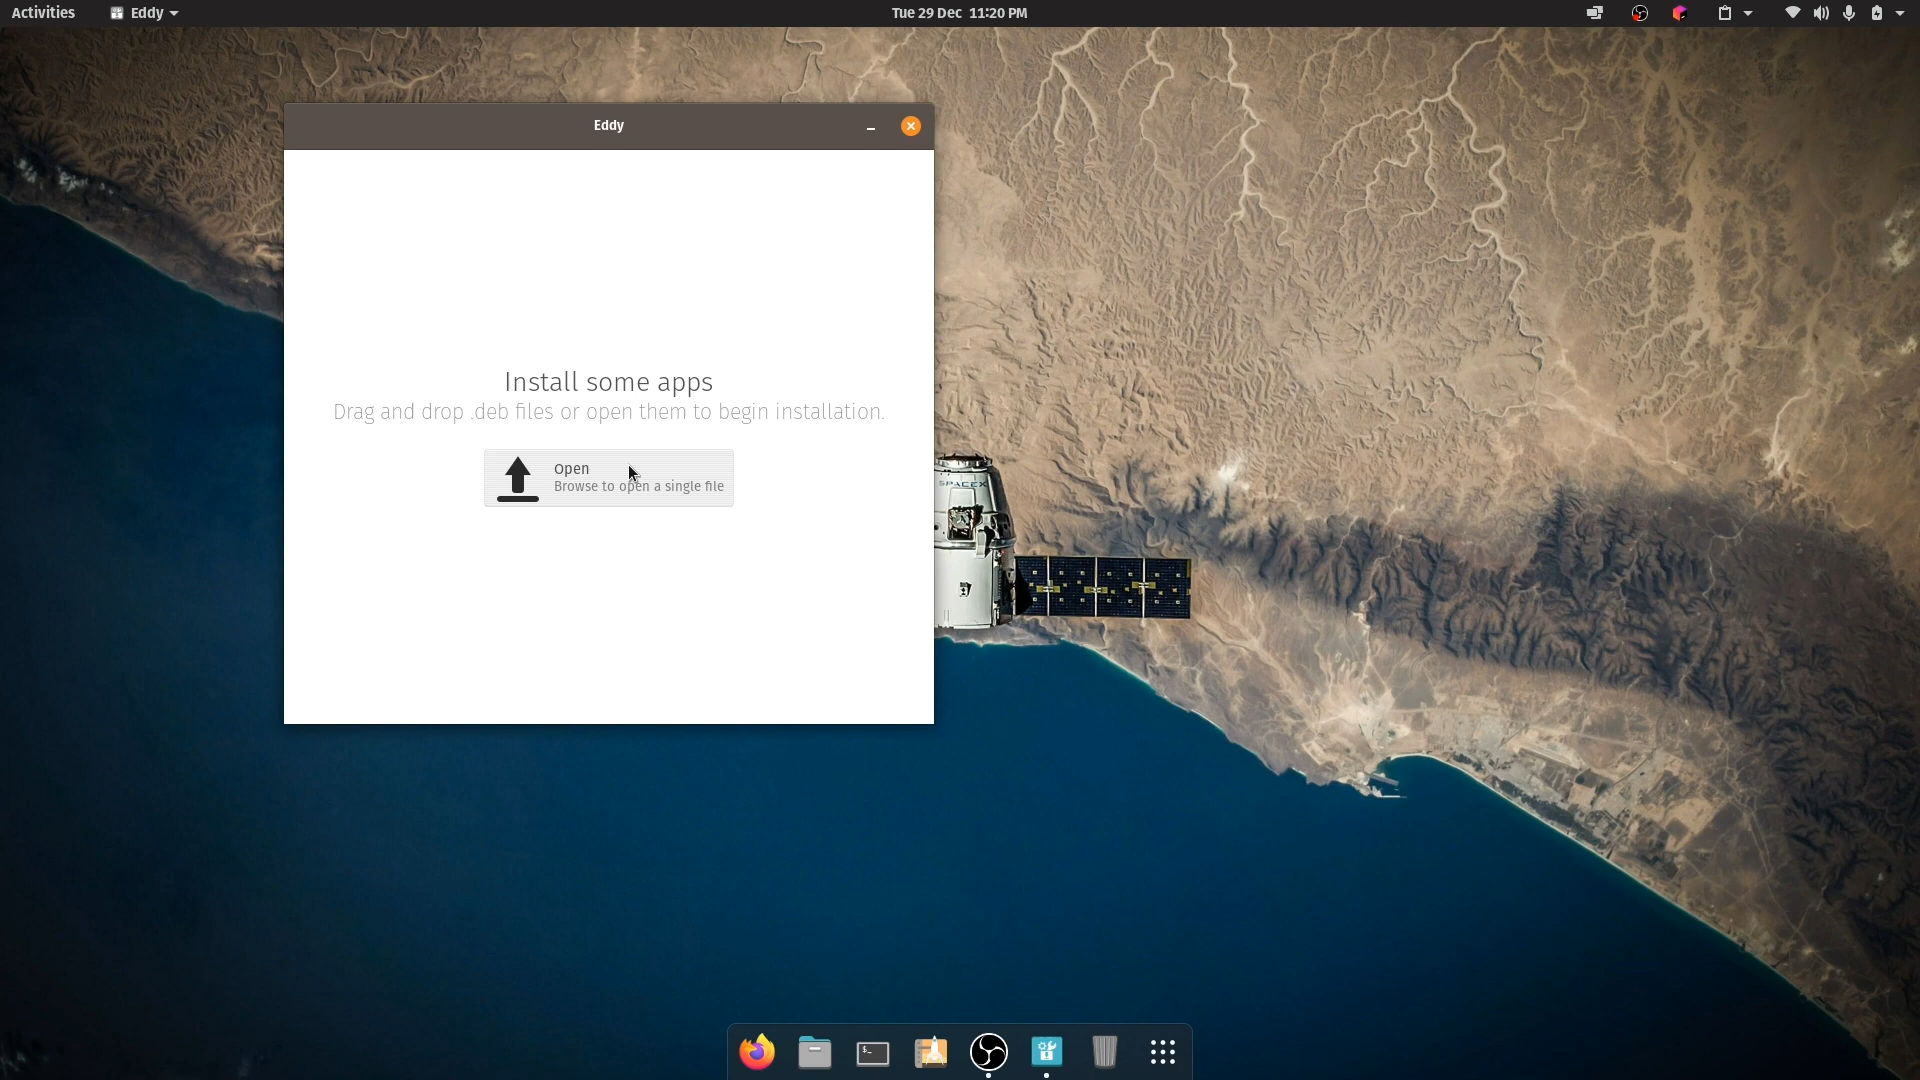 Activities
Eddy
Tue 29 Dec 11:20 PM
Eddy
Install some apps
Drag and drop .deb files or open them to begin installation.
Open
Browse to open a single file
SPACEX
$-